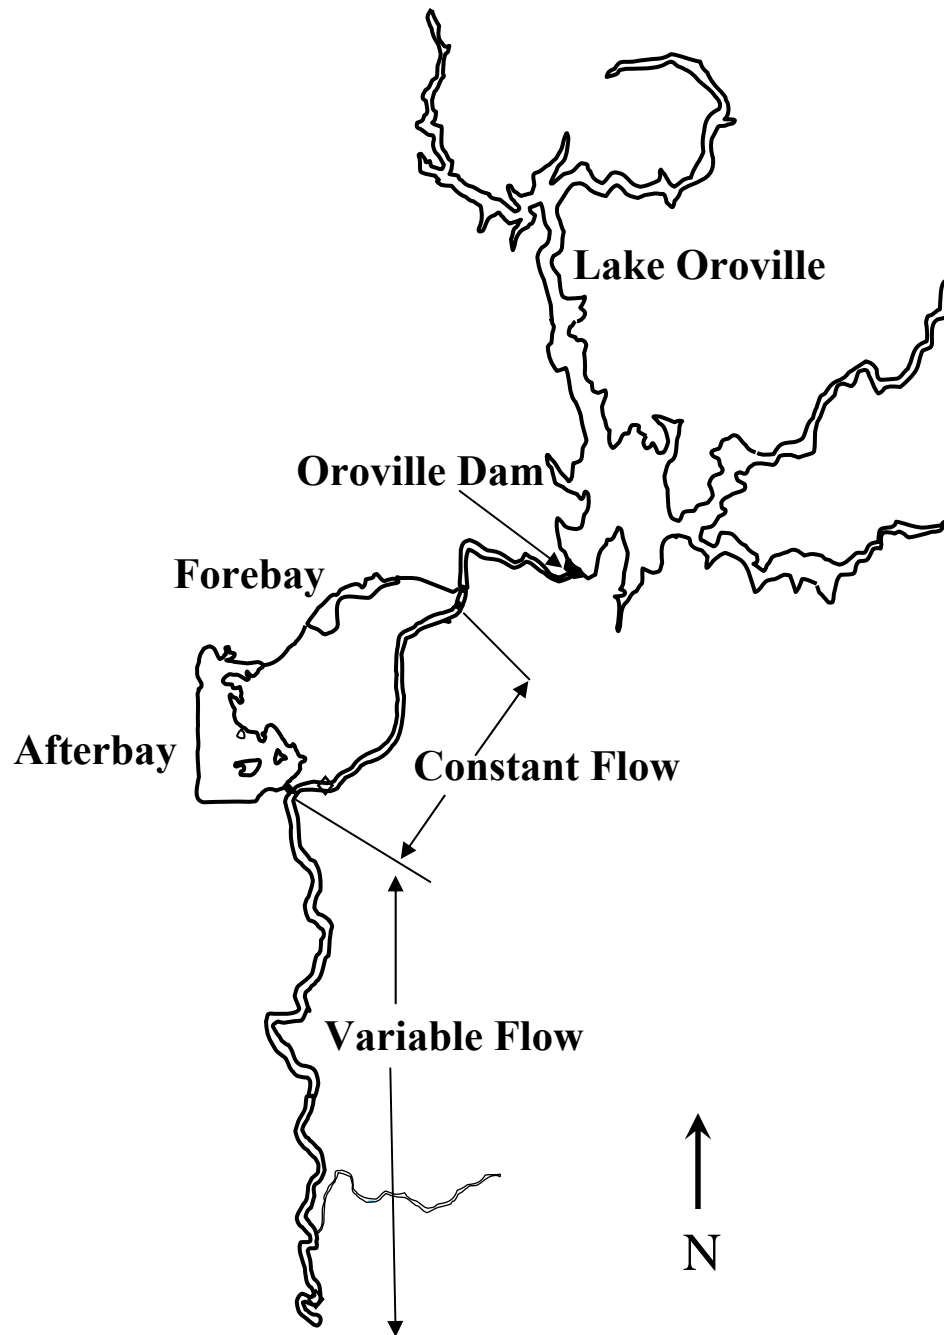 Lake Oroville
Oroville Dam
Forebay
Afterbay
Constant Flow
Variable Flow
N